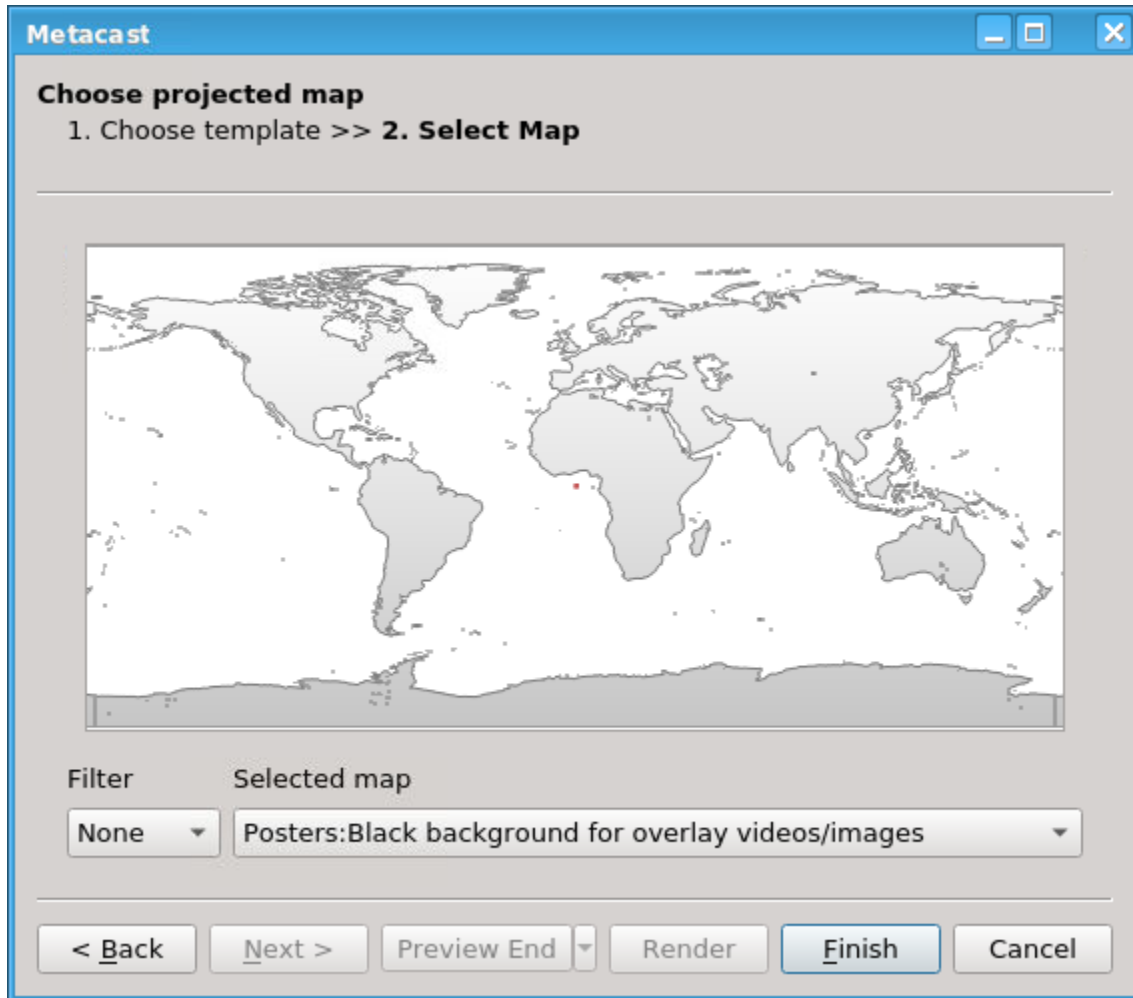 Metacast
Choose projected map
1. Choose template >> 2. Select Map
Filter Selected map
None Posters:Black background for overlay videos/images
< Back Next > Preview End Render Finish Cancel